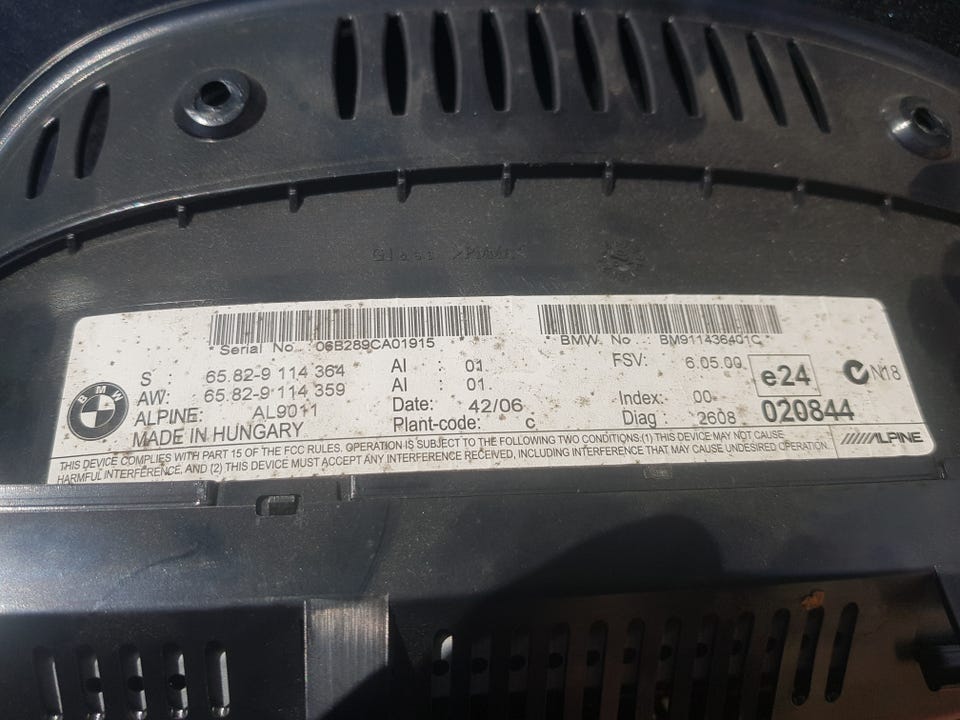 Serial No. 06B289CA01915
BMW. No. BM911436401C
S : 65.82-9 114 364
AW: 65.82-9 114 359
ALPINE: AL9011
MADE IN HUNGARY
AI : 01.
AI : 01.
Date: 42/06
Plant-code: c
FSV: 6.05.00
Index: 00
Diag : 2608
e24
020844
N18
BMW
THIS DEVICE COMPLIES WITH PART 15 OF THE FCC RULES. OPERATION IS SUBJECT TO THE FOLLOWING TWO CONDITIONS:(1) THIS DEVICE MAY NOT CAUSE
HARMFUL INTERFERENCE, AND (2) THIS DEVICE MUST ACCEPT ANY INTERFERENCE RECEIVED, INCLUDING INTERFERENCE THAT MAY CAUSE UNDESIRED OPERATION.
ALPINE